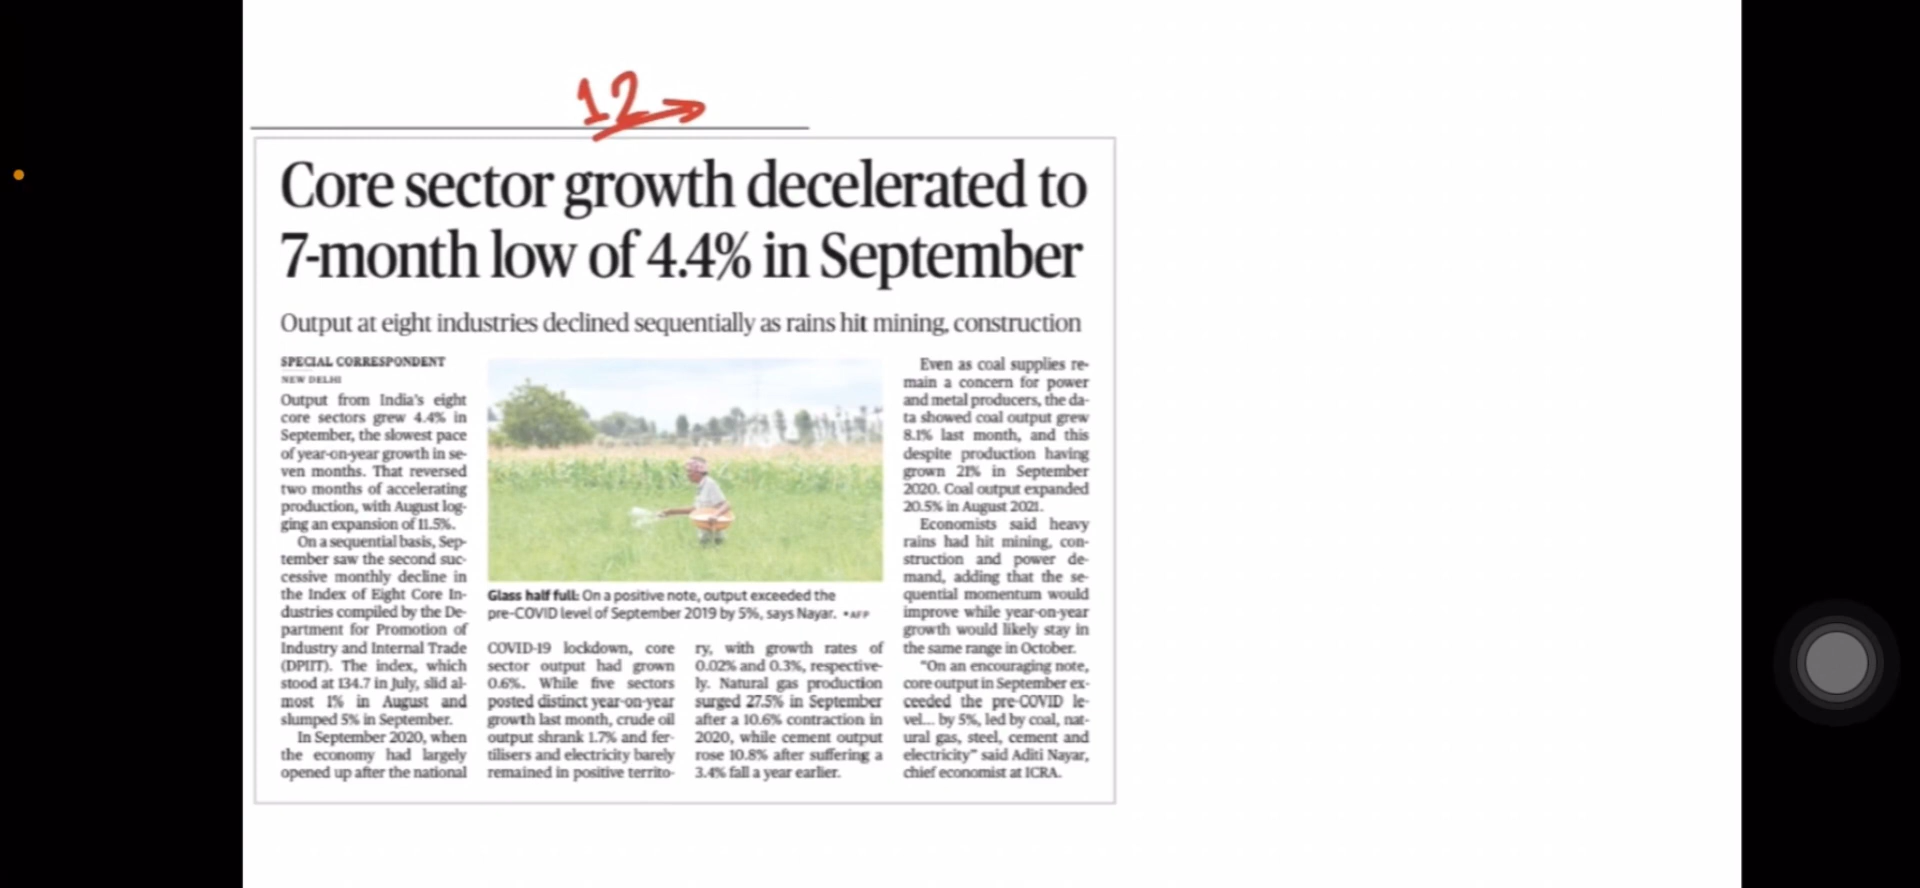 12
Core sector growth decelerated to
7-month low of 4.4% in September
Output at eight industries declined sequentially as rains hit mining, construction
SPECIAL CORRESPONDENT
NEW DELHI
Output from India's eight
core sectors grew 4.4% in
September, the slowest pace
of year-on-year growth in se-
ven months. That reversed
two months of accelerating
production, with August log-
ging an expansion of 11.5%.
On a sequential basis, Sep-
tember saw the second suc-
cessive monthly decline in
the Index of Eight Core In-
dustries compiled by the De-
partment for Promotion of
Industry and Internal Trade
(DPIIT). The index, which
stood at 134.7 in July, slid al-
most 1% in August and
slumped 5% in September.
In September 2020, when
the economy had largely
opened up after the national
Glass half full: On a positive note, output exceeded the
pre-COVID level of September 2019 by 5%, says Nayar. •AFP
COVID-19 lockdown, core
sector output had grown
0.6%. While five sectors
posted distinct year-on-year
growth last month, crude oil
output shrank 1.7% and fer-
tilisers and electricity barely
remained in positive territo-
ry, with growth rates of
0.02% and 0.3%, respective-
ly. Natural gas production
surged 27.5% in September
after a 10.6% contraction in
2020, while cement output
rose 10.8% after suffering a
3.4% fall a year earlier.
Even as coal supplies re-
main a concern for power
and metal producers, the da-
ta showed coal output grew
8.1% last month, and this
despite production having
grown 21% in September
2020. Coal output expanded
20.5% in August 2021.
Economists said heavy
rains had hit mining, con-
struction and power de-
mand, adding that the se-
quential momentum would
improve while year-on-year
growth would likely stay in
the same range in October.
"On an encouraging note,
core output in September ex-
ceeded the pre-COVID le-
vel... by 5%, led by coal, nat-
ural gas, steel, cement and
electricity" said Aditi Nayar,
chief economist at ICRA.